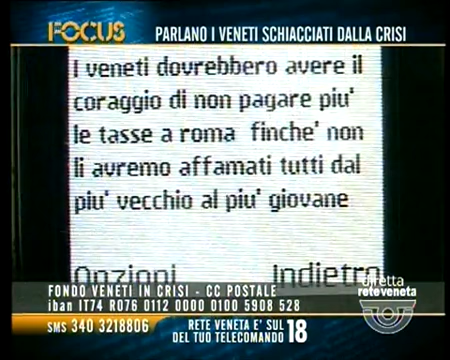 FOCUS PARLANO I VENETI SCHIACCIATI DALLA CRISI
I veneti dovrebbero avere il
coraggio di non pagare piu'
le tasse a roma finche' non
li avremo affamati tutti dal
piu' vecchio al piu' giovane
Opzioni Indietro
diretta
FONDO VENETI IN CRISI - CC POSTALE
reteveneta
iban IT74 R076 0112 0000 0100 5908 528
SMS 340 3218806
RETE VENETA E' SUL
DEL TUO TELECOMANDO 18